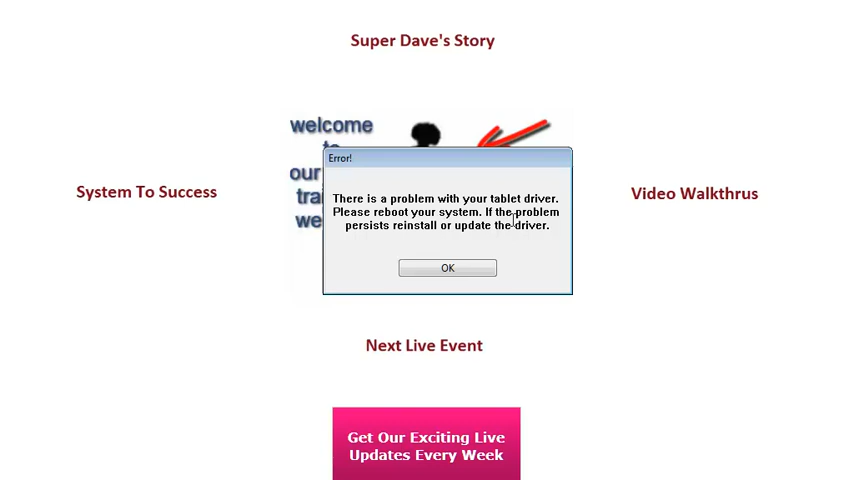 Super Dave's Story
welcome
to
our
Error!
There is a problem with your tablet driver.
Please reboot your system. If the problem
persists reinstall or update the driver.
OK
System To Success
Video Walkthrus
Next Live Event
Get Our Exciting Live
Updates Every Week